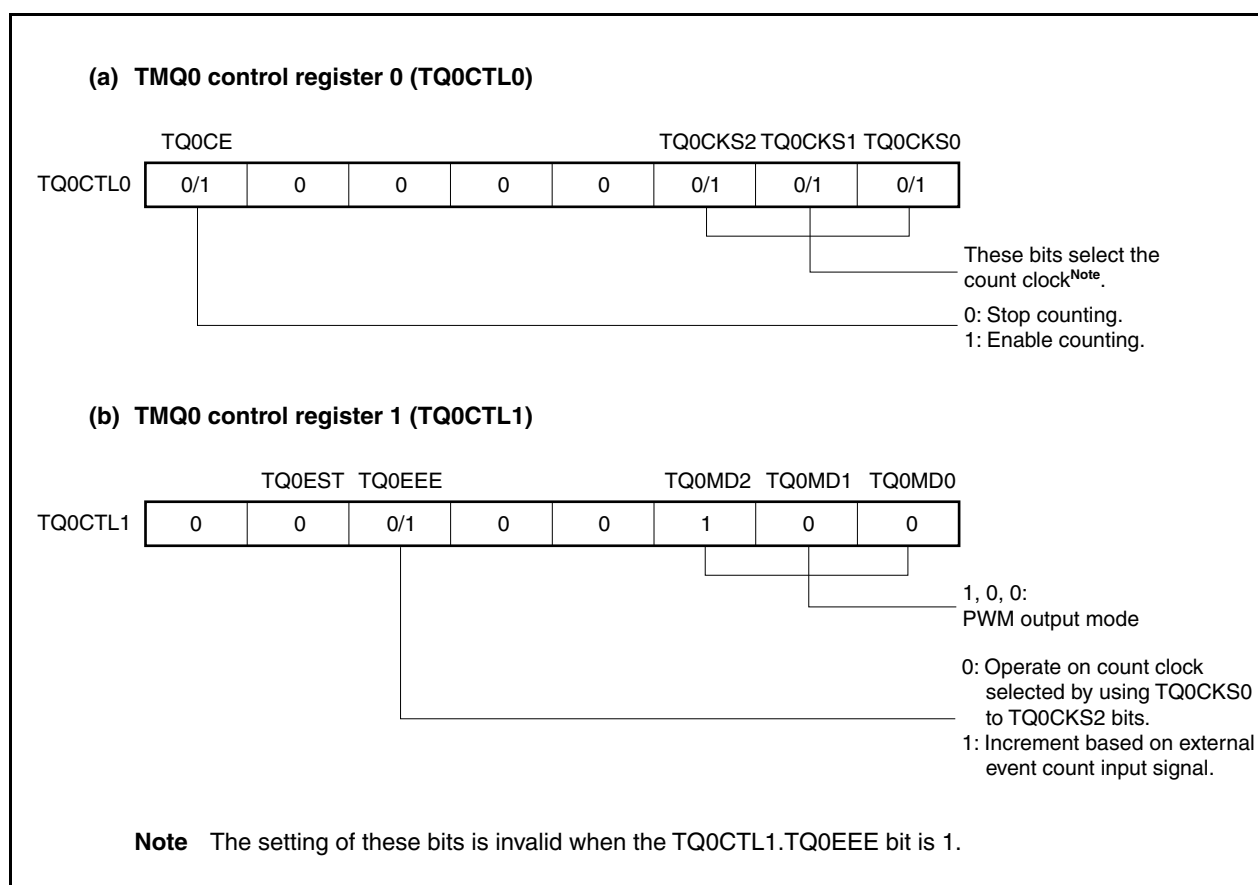 (a) TMQ0 control register 0 (TQ0CTL0)
TQ0CE TQ0CKS2 TQ0CKS1 TQ0CKS0
TQ0CTL0 0/1 0 0 0 0 0/1 0/1 0/1
These bits select the
count clockNote.
0: Stop counting.
1: Enable counting.
(b) TMQ0 control register 1 (TQ0CTL1)
TQ0EST TQ0EEE TQ0MD2 TQ0MD1 TQ0MD0
TQ0CTL1 0 0 0/1 0 0 1 0 0
1, 0, 0:
PWM output mode
0: Operate on count clock
selected by using TQ0CKS0
to TQ0CKS2 bits.
1: Increment based on external
event count input signal.
Note The setting of these bits is invalid when the TQ0CTL1.TQ0EEE bit is 1.